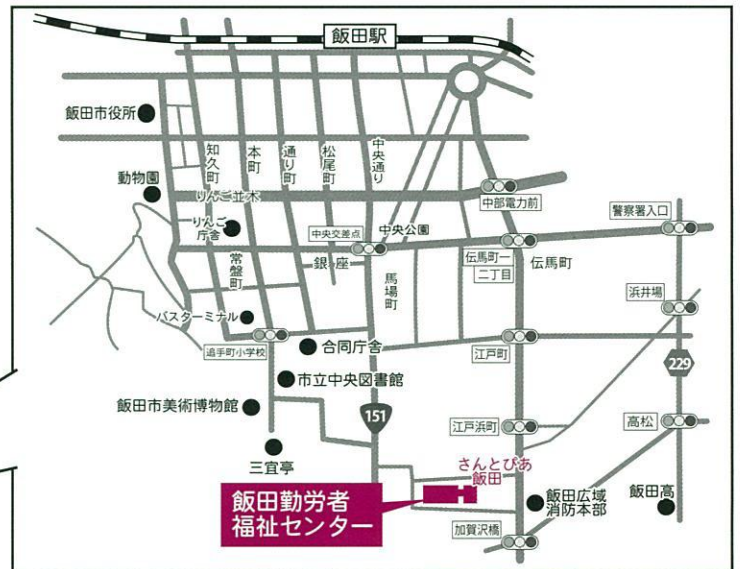 飯田駅
飯田市役所
知久町
本町
通り町
松尾町
中央通り
動物園
りんご並木
りんご
庁舎
中部電力前
警察署入口
中央交差点
中央公園
常盤町
銀座
馬場町
伝馬町一
二丁目
伝馬町
浜井場
バスターミナル
追手町小学校
合同庁舎
江戸町
229
市立中央図書館
飯田市美術博物館
151
江戸浜町
高松
三宜亭
さんとぴあ
飯田
飯田勤労者
福祉センター
飯田広域
消防本部
飯田高
加賀沢橋